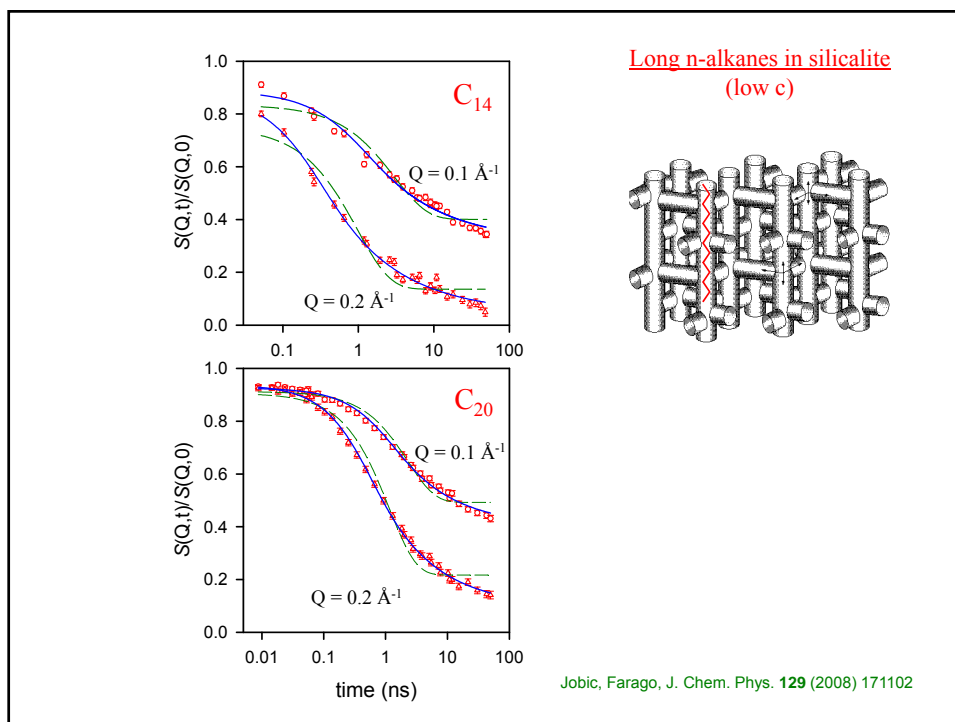 Long n-alkanes in silicalite
(low c)
S(Q,t)/S(Q,0)
1.0
0.8
0.6
0.4
0.2
0.0
C₁₄
Q = 0.1 Å⁻¹
Q = 0.2 Å⁻¹
0.1 1 10 100
S(Q,t)/S(Q,0)
1.0
0.8
0.6
0.4
0.2
0.0
C₂₀
Q = 0.1 Å⁻¹
Q = 0.2 Å⁻¹
0.01 0.1 1 10 100
time (ns)
Jobic, Farago, J. Chem. Phys. 129 (2008) 171102